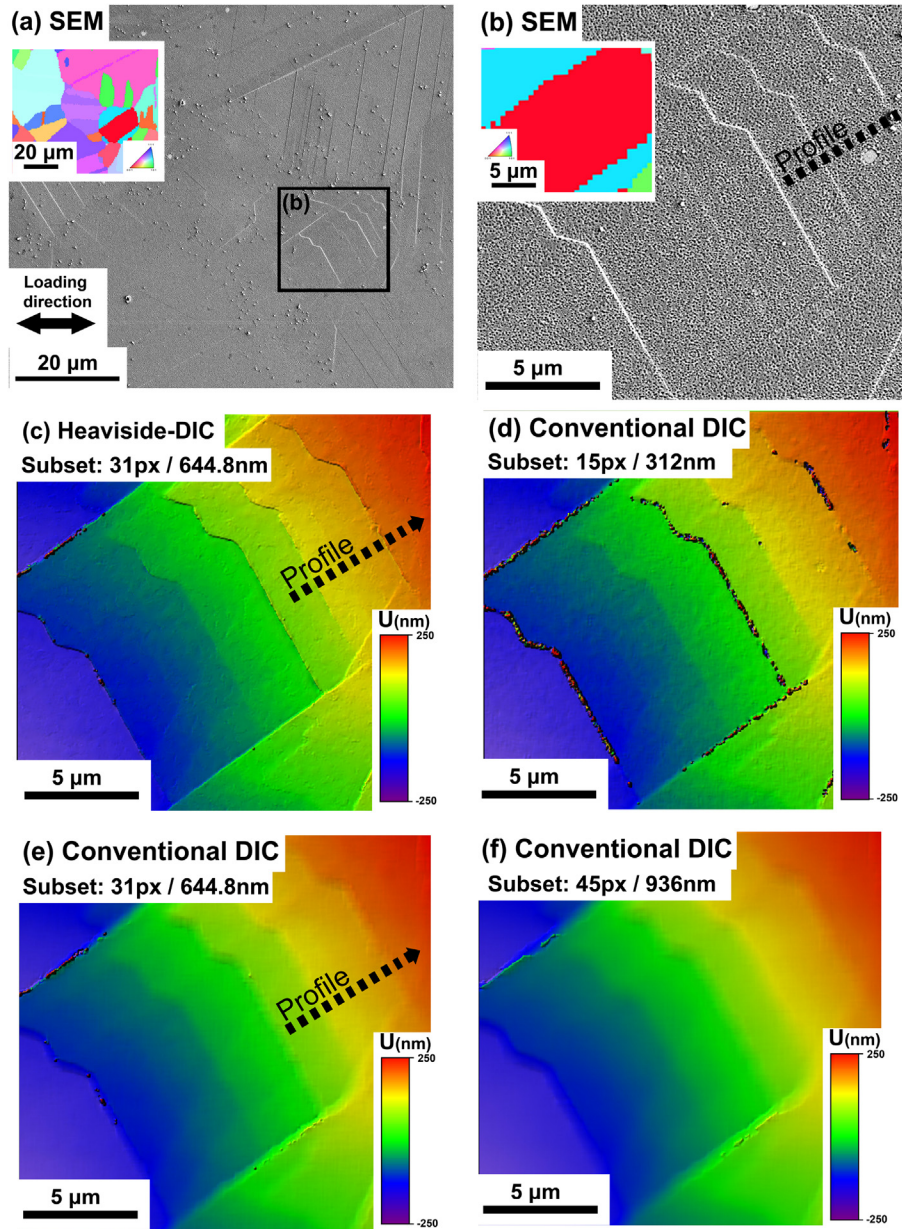 (a) SEM
20 µm
(b)
Loading
direction
20 µm
(b) SEM
5 µm
Profile
5 µm
(c) Heaviside-DIC
Subset: 31px / 644.8nm
Profile
U(nm)
250
-250
5 µm
(d) Conventional DIC
Subset: 15px / 312nm
U(nm)
250
-250
5 µm
(e) Conventional DIC
Subset: 31px / 644.8nm
Profile
U(nm)
250
-250
5 µm
(f) Conventional DIC
Subset: 45px / 936nm
U(nm)
250
-250
5 µm